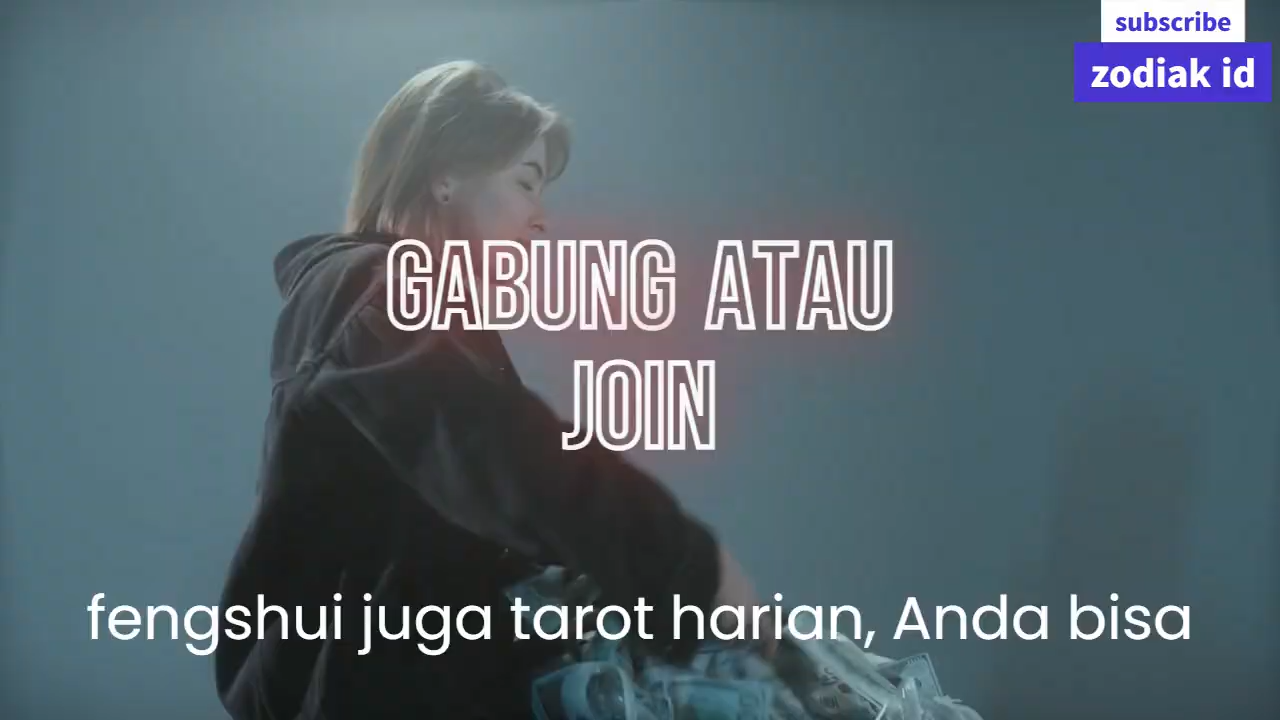 subscribe
zodiak id
GABUNG ATAU
JOIN
fengshui juga tarot harian, Anda bisa